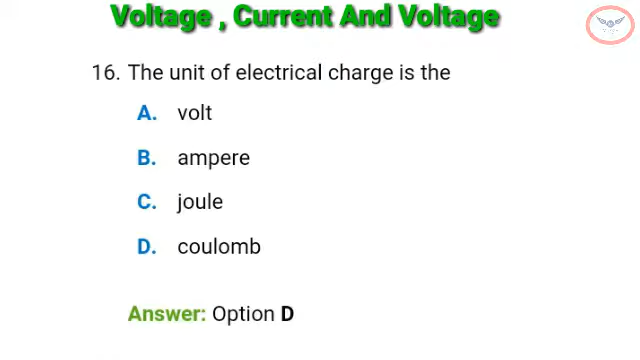 Voltage , Current And Voltage
16. The unit of electrical charge is the
A. volt
B. ampere
C. joule
D. coulomb
Answer: Option D